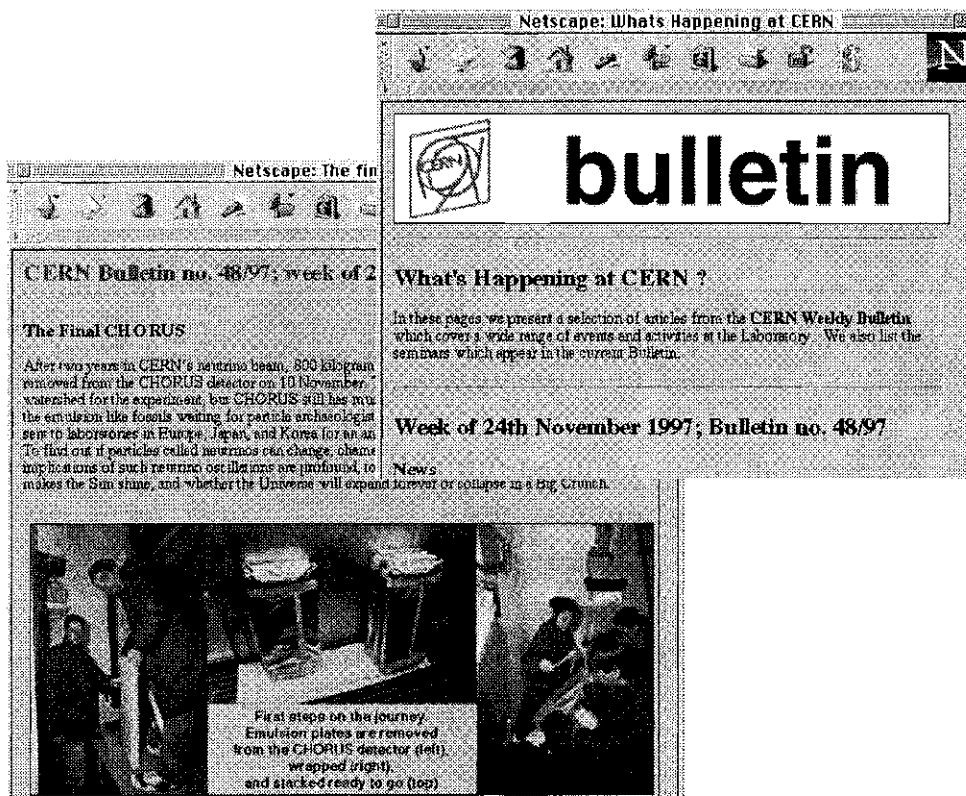 Netscape: Whats Happening at CERN
N
CERN
bulletin
What's Happening at CERN ?
In these pages we present a selection of articles from the CERN Weekly Bulletin
which cover a wide range of events and activities at the Laboratory. We also list the
seminars which appear in the current Bulletin.
Week of 24th November 1997; Bulletin no. 48/97
News
Netscape: The fin
CERN Bulletin no. 48/97; week of 2
The Final CHORUS
After two years in CERN's neutrino beam, 800 kilogram
removed from the CHORUS detector on 10 November.
watershed for the experiment, but CHORUS still has mu
the emulsion like fossils waiting for particle archaeologist
sent to laboratories in Europe, Japan, and Korea for an an
To find out if particles called neutrinos can change, chame
implications of such neutrino oscillations are profound, to
makes the Sun shine, and whether the Universe will expand forever or collapse in a Big Crunch.
First steps on the journey.
Emulsion plates are removed
from the CHORUS detector (left),
wrapped (right),
and stacked ready to go (top)